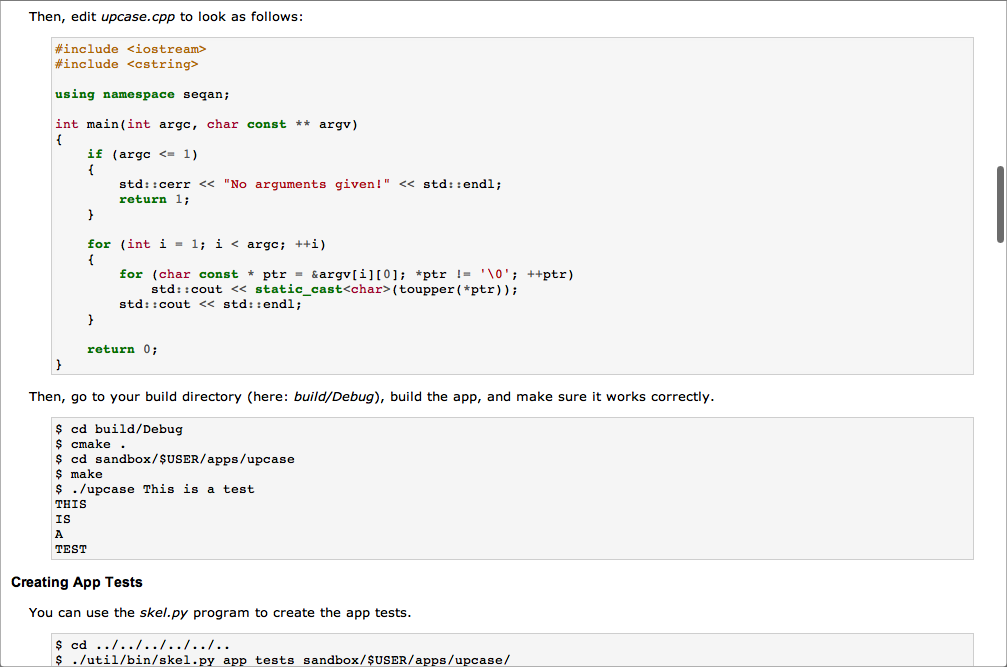 Then, edit upcase.cpp to look as follows:
#include <iostream>
#include <cstring>
using namespace seqan;
int main(int argc, char const ** argv)
{
    if (argc <= 1)
    {
        std::cerr << "No arguments given!" << std::endl;
        return 1;
    }
    for (int i = 1; i < argc; ++i)
    {
        for (char const * ptr = &argv[i][0]; *ptr != '\0'; ++ptr)
            std::cout << static_cast<char>(toupper(*ptr));
        std::cout << std::endl;
    }
    return 0;
}
Then, go to your build directory (here: build/Debug), build the app, and make sure it works correctly.
$ cd build/Debug
$ cmake .
$ cd sandbox/$USER/apps/upcase
$ make
$ ./upcase This is a test
THIS
IS
A
TEST
Creating App Tests
You can use the skel.py program to create the app tests.
$ cd ../../../../../..
$ ./util/bin/skel.py app_tests sandbox/$USER/apps/upcase/